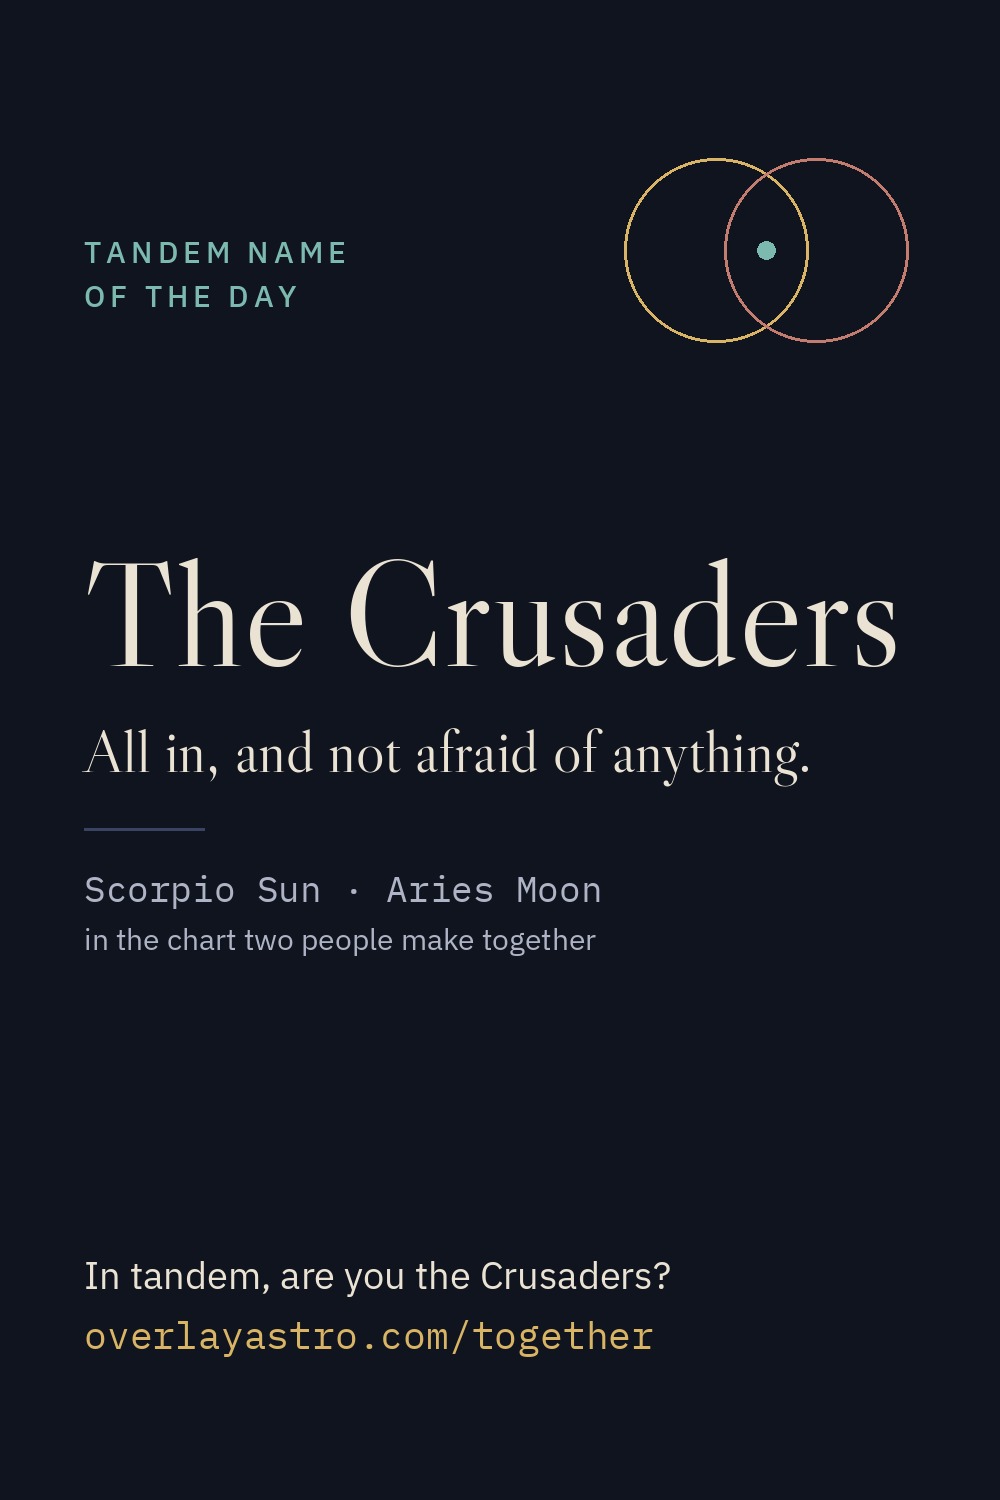 TANDEM NAME
OF THE DAY
The Crusaders
All in, and not afraid of anything.
Scorpio Sun · Aries Moon
in the chart two people make together
In tandem, are you the Crusaders?
overlayastro.com/together